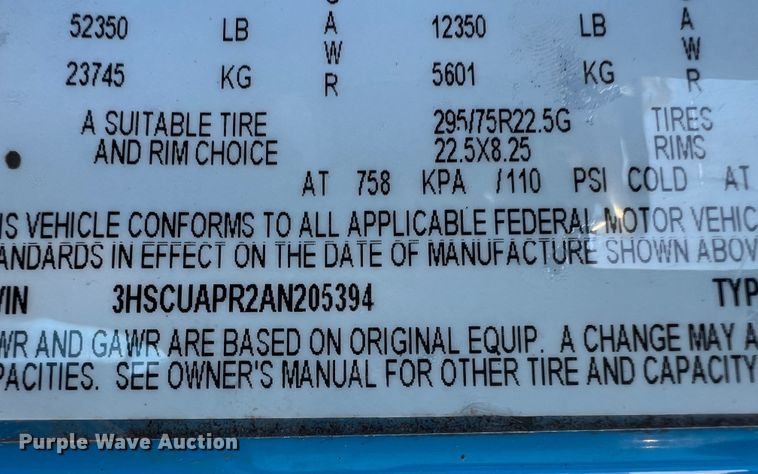 52350 LB G A W R 12350 LB G A W R
23745 KG 5601 KG
A SUITABLE TIRE 295/75R22.5G TIRES
AND RIM CHOICE 22.5X8.25 RIMS
AT 758 KPA /110 PSI COLD AT
IS VEHICLE CONFORMS TO ALL APPLICABLE FEDERAL MOTOR VEHIC
ANDARDS IN EFFECT ON THE DATE OF MANUFACTURE SHOWN ABOV
VIN 3HSCUAPR2AN205394 TYP
WR AND GAWR ARE BASED ON ORIGINAL EQUIP. A CHANGE MAY A
PACITIES. SEE OWNER'S MANUAL FOR OTHER TIRE AND CAPACITY
Purple Wave Auction